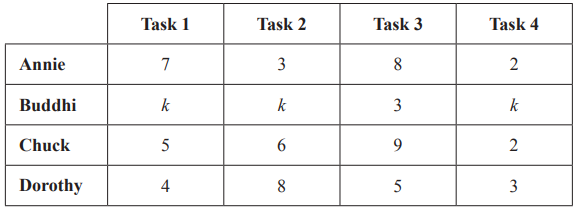 Task 1 Task 2 Task 3 Task 4
Annie 7 3 8 2
Buddhi k k 3 k
Chuck 5 6 9 2
Dorothy 4 8 5 3